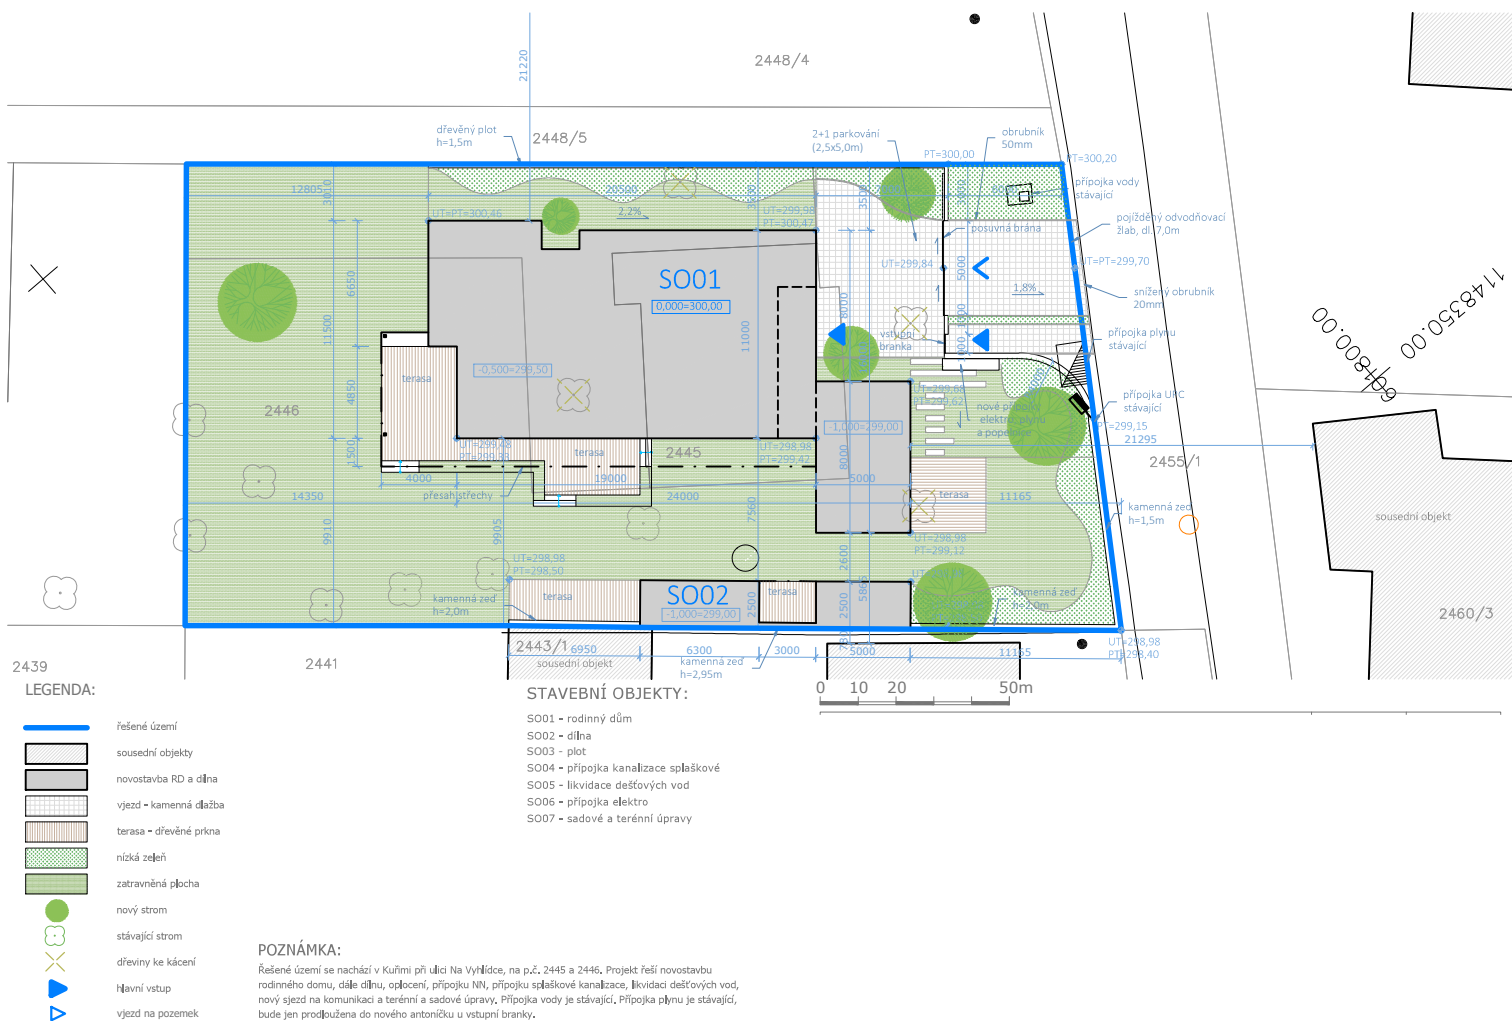 2448/4
21220
dřevěný plot
h=1,5m
2448/5
2+1 parkování
(2,5x5,0m)
obrubník
50mm
PT=300,00
PT=300,20
12805
3010
20500
3500
8000
přípojka vody
stávající
UT=PT=300,46
2,2%
UT=299,98
PT=300,47
posuvná brána
pojížděný odvodňovací
žlab, dl. 7,0m
UT=299,84
UT=PT=299,70
SO01
0,000=300,00
6650
11500
11000
8000
5000
1,8%
snížený obrubník
20mm
1148350.00
601800.00
vstupní
branka
1000
přípojka plynu
stávající
terasa
-0,500=299,50
4850
2446
UT=299,68
PT=299,62
nové přípojky
elektro, plynu
a popelnice
přípojka UPC
stávající
-1,000=299,00
PT=299,15
21295
1500
UT=299,48
PT=299,38
terasa
2445
UT=298,98
PT=299,42
8000
2455/1
4000
19000
5000
14350
přesah střechy
24000
terasa
11165
9910
9905
7560
kamenná zeď
h=1,5m
sousední objekt
UT=298,98
PT=299,12
2600
UT=298,98
PT=298,50
kamenná zeď
h=2,0m
terasa
SO02
-1,000=299,00
2500
terasa
2500
5865
kamenná zeď
h=2,0m
2460/3
2439
2441
2443/1
sousední objekt
6950
6300
3000
5000
11165
kamenná zeď
h=2,95m
UT=298,98
PT=298,40
LEGENDA:
řešené území
sousední objekty
novostavba RD a dílna
vjezd - kamenná dlažba
terasa - dřevěné prkna
nízká zeleň
zatravněná plocha
nový strom
stávající strom
dřeviny ke kácení
hlavní vstup
vjezd na pozemek
STAVEBNÍ OBJEKTY:
SO01 - rodinný dům
SO02 - dílna
SO03 - plot
SO04 - přípojka kanalizace splaškové
SO05 - likvidace dešťových vod
SO06 - přípojka elektro
SO07 - sadové a terénní úpravy
0 10 20 50m
POZNÁMKA:
Řešené území se nachází v Kuřimi při ulici Na Vyhlídce, na p.č. 2445 a 2446. Projekt řeší novostavbu
rodinného domu, dále dílnu, oplocení, přípojku NN, přípojku splaškové kanalizace, likvidaci dešťových vod,
nový sjezd na komunikaci a terénní a sadové úpravy. Přípojka vody je stávající. Přípojka plynu je stávající,
bude jen prodloužena do nového antoníčku u vstupní branky.